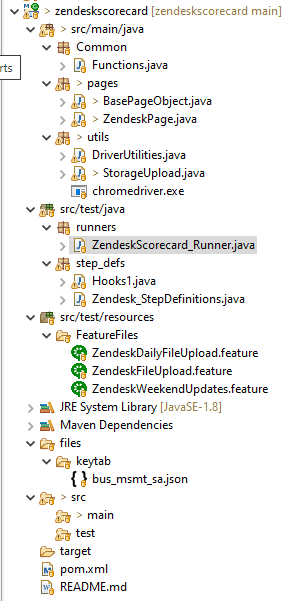 > zendeskscorecard [zendeskscorecard main]
> src/main/java
Common
> Functions.java
> pages
> BasePageObject.java
> ZendeskPage.java
> utils
DriverUtilities.java
> StorageUpload.java
chromedriver.exe
src/test/java
runners
ZendeskScorecard_Runner.java
step_defs
Hooks1.java
Zendesk_StepDefinitions.java
src/test/resources
FeatureFiles
ZendeskDailyFileUpload.feature
ZendeskFileUpload.feature
ZendeskWeekendUpdates.feature
JRE System Library [JavaSE-1.8]
Maven Dependencies
files
keytab
{ } bus_msmt_sa.json
> src
> main
test
target
pom.xml
README.md
rts